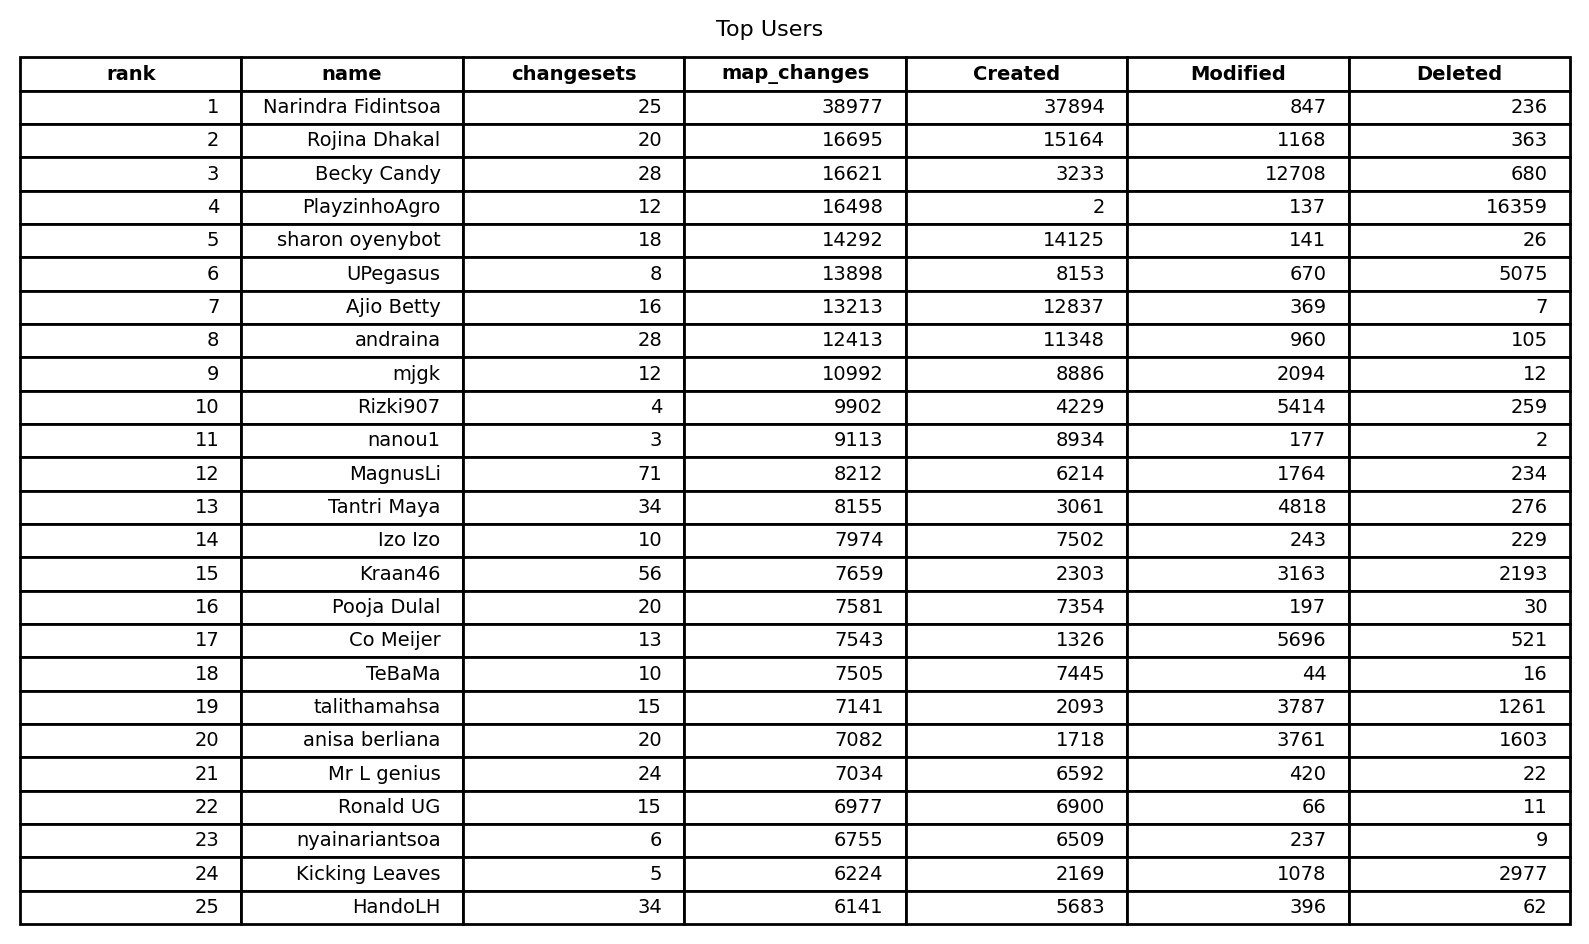 Top Users
rank name changesets map_changes Created Modified Deleted
1 Narindra Fidintsoa 25 38977 37894 847 236
2 Rojina Dhakal 20 16695 15164 1168 363
3 Becky Candy 28 16621 3233 12708 680
4 PlayzinhoAgro 12 16498 2 137 16359
5 sharon oyenybot 18 14292 14125 141 26
6 UPegasus 8 13898 8153 670 5075
7 Ajio Betty 16 13213 12837 369 7
8 andraina 28 12413 11348 960 105
9 mjgk 12 10992 8886 2094 12
10 Rizki907 4 9902 4229 5414 259
11 nanou1 3 9113 8934 177 2
12 MagnusLi 71 8212 6214 1764 234
13 Tantri Maya 34 8155 3061 4818 276
14 Izo Izo 10 7974 7502 243 229
15 Kraan46 56 7659 2303 3163 2193
16 Pooja Dulal 20 7581 7354 197 30
17 Co Meijer 13 7543 1326 5696 521
18 TeBaMa 10 7505 7445 44 16
19 talithamahsa 15 7141 2093 3787 1261
20 anisa berliana 20 7082 1718 3761 1603
21 Mr L genius 24 7034 6592 420 22
22 Ronald UG 15 6977 6900 66 11
23 nyainariantsoa 6 6755 6509 237 9
24 Kicking Leaves 5 6224 2169 1078 2977
25 HandoLH 34 6141 5683 396 62